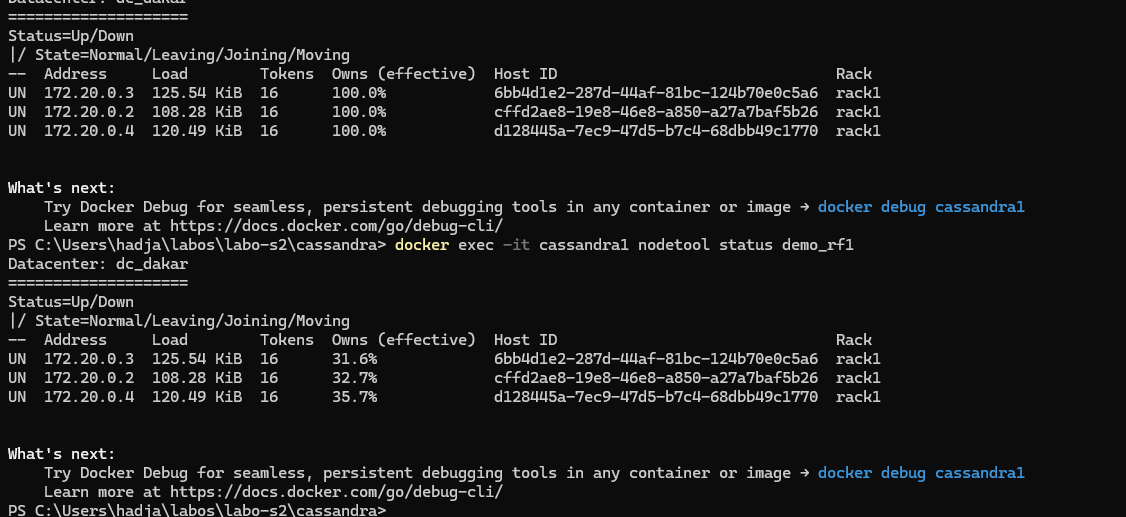 Datacenter: dc_dakar
====================
Status=Up/Down
|/ State=Normal/Leaving/Joining/Moving
--  Address     Load        Tokens  Owns (effective)  Host ID                               Rack
UN  172.20.0.3  125.54 KiB  16      100.0%            6bb4d1e2-287d-44af-81bc-124b70e0c5a6  rack1
UN  172.20.0.2  108.28 KiB  16      100.0%            cffd2ae8-19e8-46e8-a850-a27a7baf5b26  rack1
UN  172.20.0.4  120.49 KiB  16      100.0%            d128445a-7ec9-47d5-b7c4-68dbb49c1770  rack1
What's next:
    Try Docker Debug for seamless, persistent debugging tools in any container or image → docker debug cassandra1
    Learn more at https://docs.docker.com/go/debug-cli/
PS C:\Users\hadja\labos\labo-s2\cassandra> docker exec -it cassandra1 nodetool status demo_rf1
Datacenter: dc_dakar
====================
Status=Up/Down
|/ State=Normal/Leaving/Joining/Moving
--  Address     Load        Tokens  Owns (effective)  Host ID                               Rack
UN  172.20.0.3  125.54 KiB  16      31.6%             6bb4d1e2-287d-44af-81bc-124b70e0c5a6  rack1
UN  172.20.0.2  108.28 KiB  16      32.7%             cffd2ae8-19e8-46e8-a850-a27a7baf5b26  rack1
UN  172.20.0.4  120.49 KiB  16      35.7%             d128445a-7ec9-47d5-b7c4-68dbb49c1770  rack1
What's next:
    Try Docker Debug for seamless, persistent debugging tools in any container or image → docker debug cassandra1
    Learn more at https://docs.docker.com/go/debug-cli/
PS C:\Users\hadja\labos\labo-s2\cassandra>